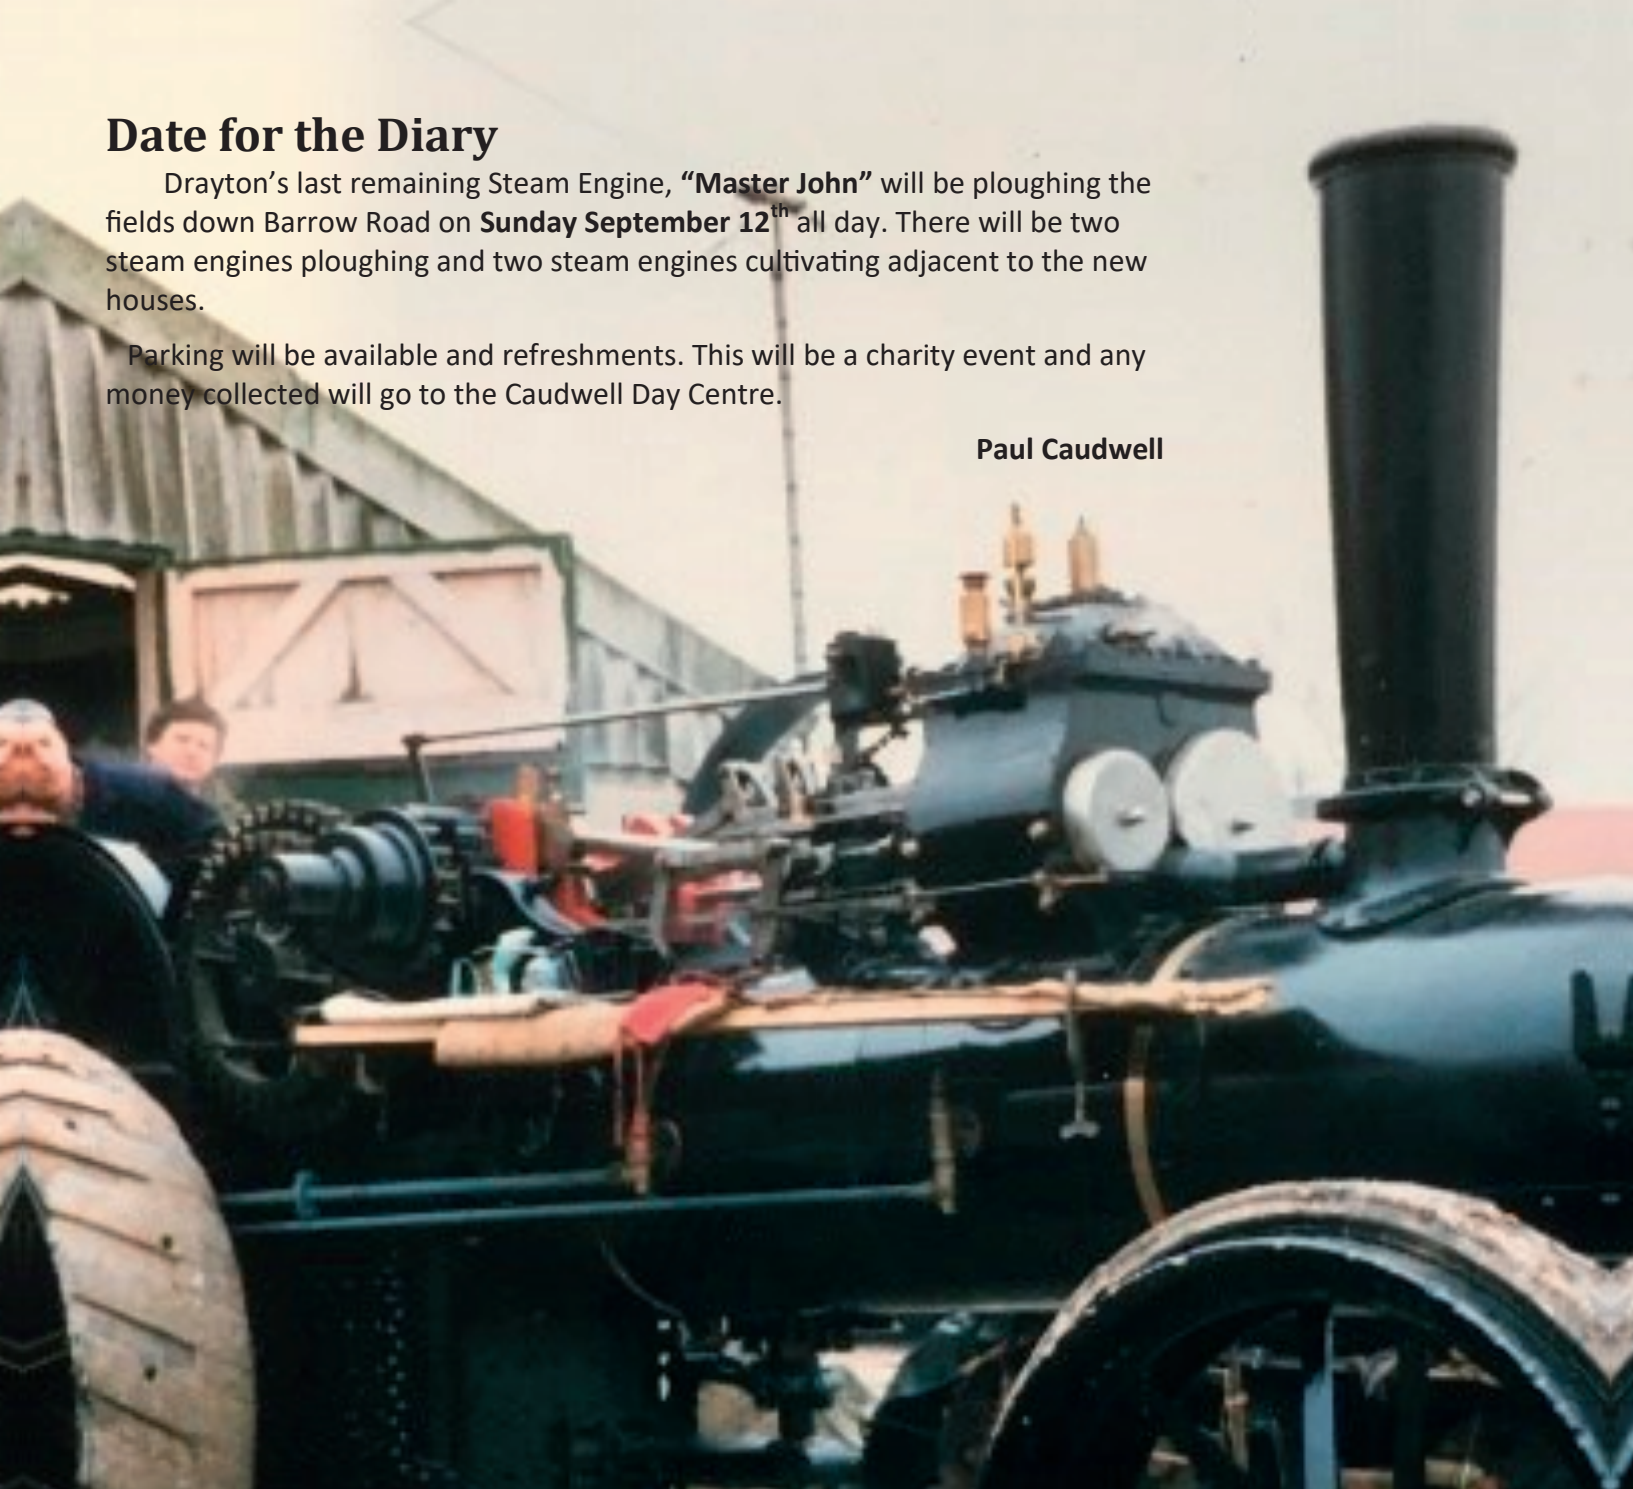 Date for the Diary
Drayton’s last remaining Steam Engine, “Master John” will be ploughing the
fields down Barrow Road on Sunday September 12th all day. There will be two
steam engines ploughing and two steam engines cultivating adjacent to the new
houses.
Parking will be available and refreshments. This will be a charity event and any
money collected will go to the Caudwell Day Centre.
Paul Caudwell